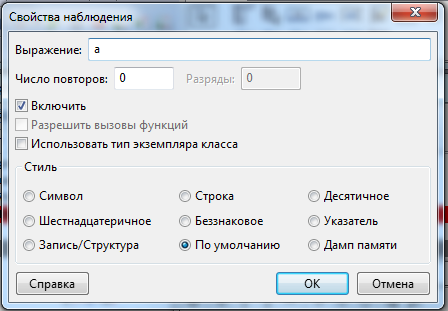 Свойства наблюдения
Выражение: a
Число повторов: 0 Разряды: 0
Включить
Разрешить вызовы функций
Использовать тип экземпляра класса
Стиль
Символ Строка Десятичное
Шестнадцатеричное Беззнаковое Указатель
Запись/Структура По умолчанию Дамп памяти
Справка OK Отмена